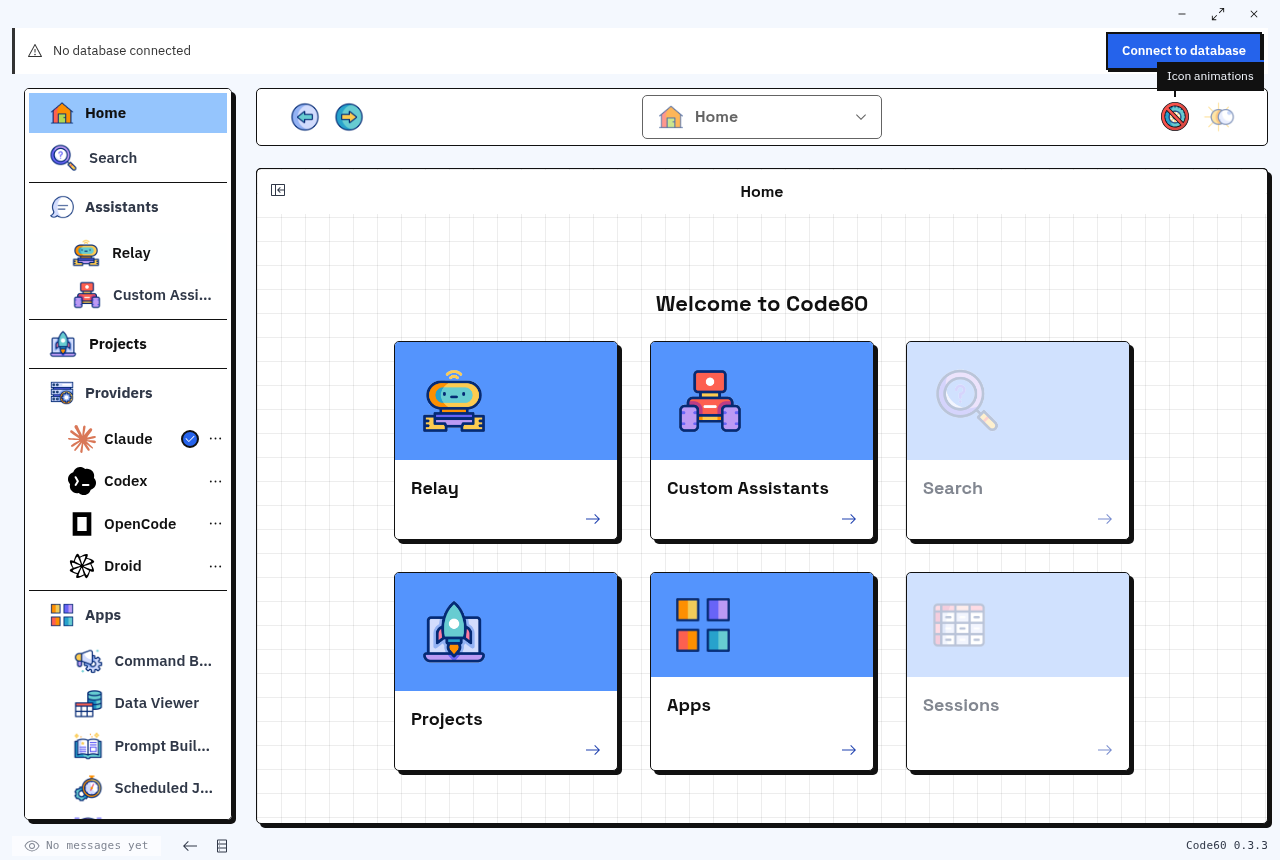 No database connected
Connect to database
Icon animations
Home
Search
Assistants
Relay
Custom Assi...
Projects
Providers
Claude
Codex
OpenCode
Droid
Apps
Command B...
Data Viewer
Prompt Buil...
Scheduled J...
Home
Home
Welcome to Code60
Relay
Custom Assistants
Search
Projects
Apps
Sessions
No messages yet
Code60 0.3.3